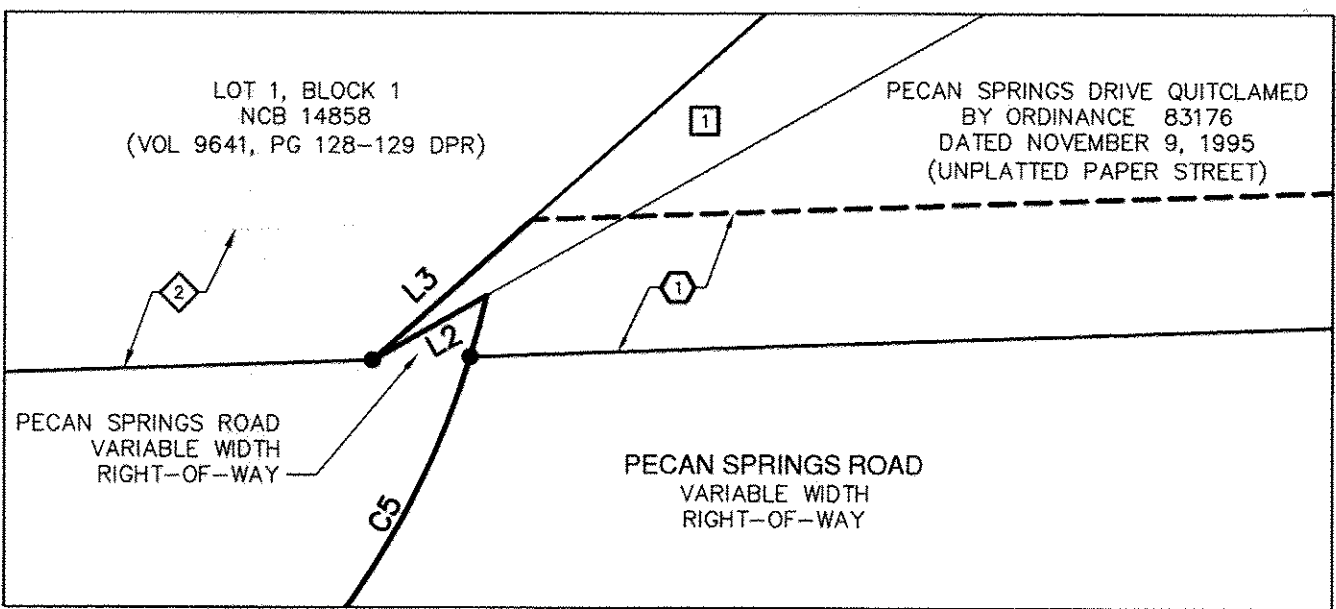 LOT 1, BLOCK 1
NCB 14858
(VOL 9641, PG 128-129 DPR)
1
PECAN SPRINGS DRIVE QUITCLAMED
BY ORDINANCE 83176
DATED NOVEMBER 9, 1995
(UNPLATTED PAPER STREET)
2
L3
1
L2
PECAN SPRINGS ROAD
VARIABLE WIDTH
RIGHT-OF-WAY
C5
PECAN SPRINGS ROAD
VARIABLE WIDTH
RIGHT-OF-WAY